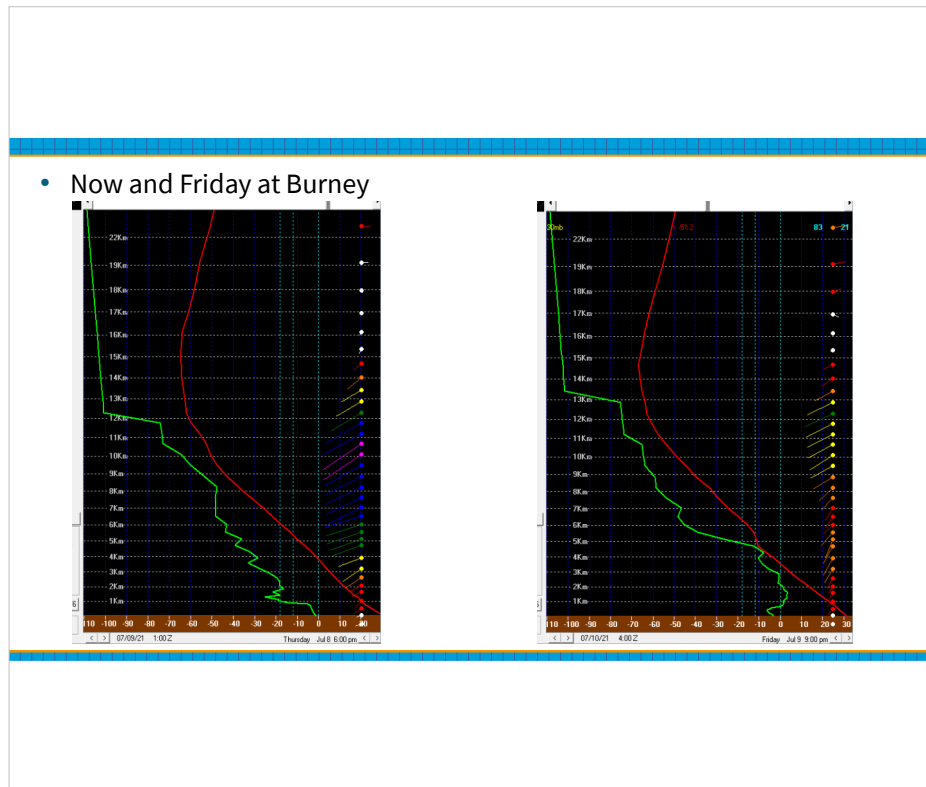 • Now and Friday at Burney
22Km
19Km
18Km
17Km
16Km
15Km
14Km
13Km
12Km
11Km
10Km
9Km
8Km
7Km
6Km
5Km
4Km
3Km
2Km
1Km
110 -100 -90 -80 -70 -60 -50 -40 -30 -20 -10 0 10 20
07/09/21 1:00 Z Thursday Jul 8 6:00 pm
30mb -51.2 83 21
22Km
19Km
18Km
17Km
16Km
15Km
14Km
13Km
12Km
11Km
10Km
9Km
8Km
7Km
6Km
5Km
4Km
3Km
2Km
1Km
110 -100 -90 -80 -70 -60 -50 -40 -30 -20 -10 0 10 20 30
07/10/21 4:00 Z Friday Jul 9 9:00 pm